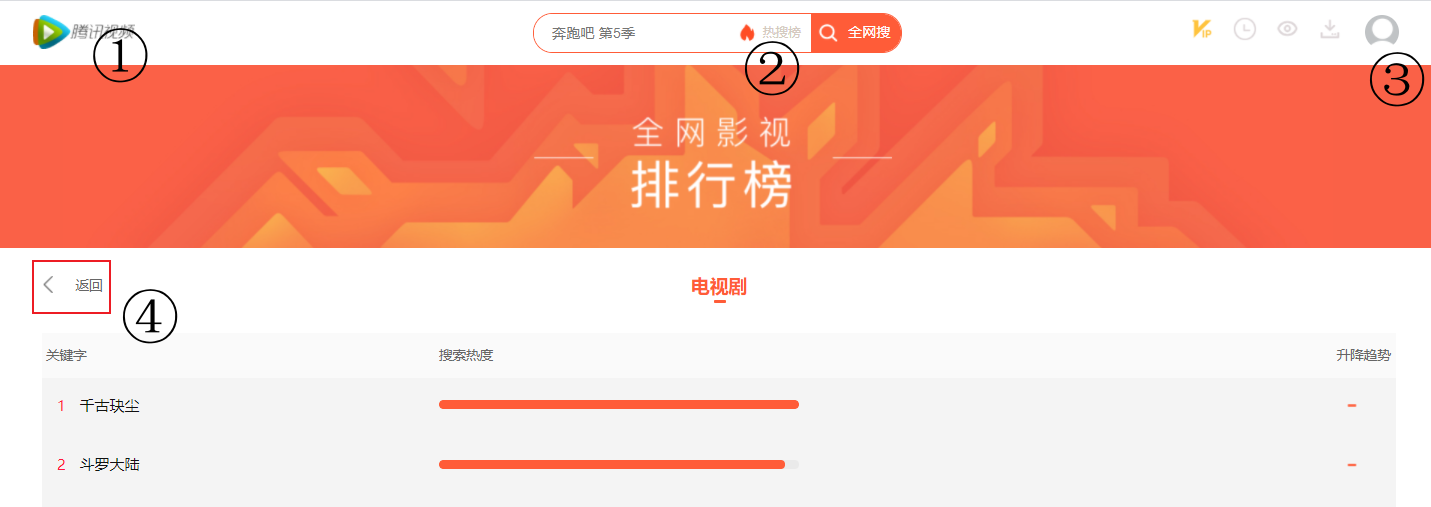 腾讯视频
①
奔跑吧 第5季
热搜榜
全网搜
②
VIP
③
全网影视
排行榜
返回
④
电视剧
关键字 搜索热度 升降趋势
1 千古玦尘 -
2 斗罗大陆 -